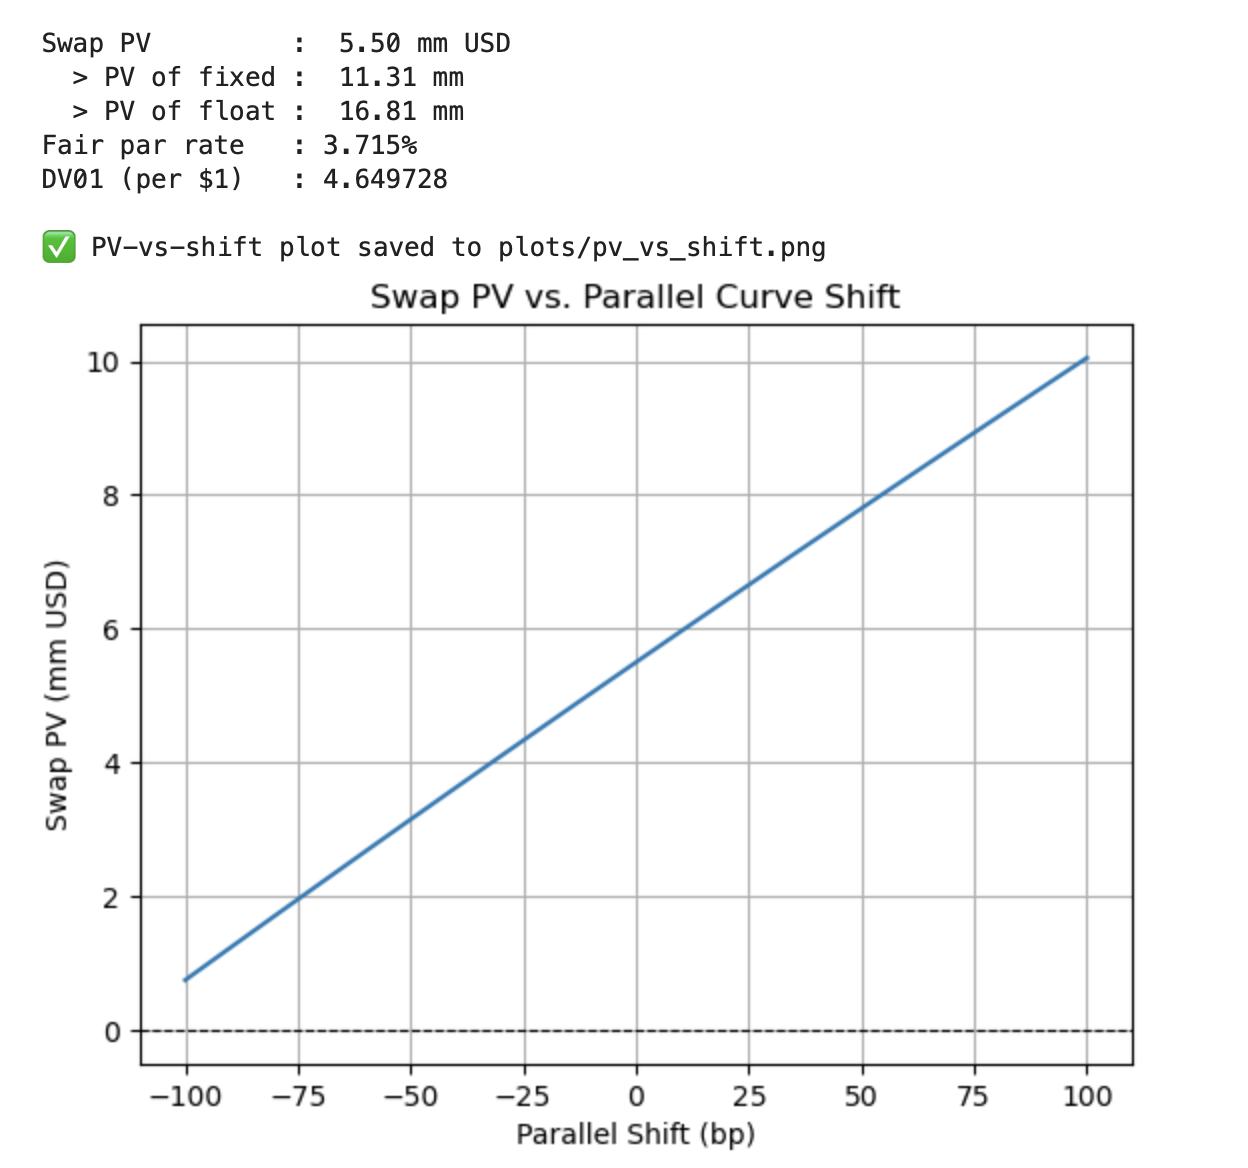 Swap PV         :  5.50 mm USD
  > PV of fixed :  11.31 mm
  > PV of float :  16.81 mm
Fair par rate   : 3.715%
DV01 (per $1)   : 4.649728
✅ PV-vs-shift plot saved to plots/pv_vs_shift.png
Swap PV vs. Parallel Curve Shift
Swap PV (mm USD)
10
8
6
4
2
0
−100 −75 −50 −25 0 25 50 75 100
Parallel Shift (bp)